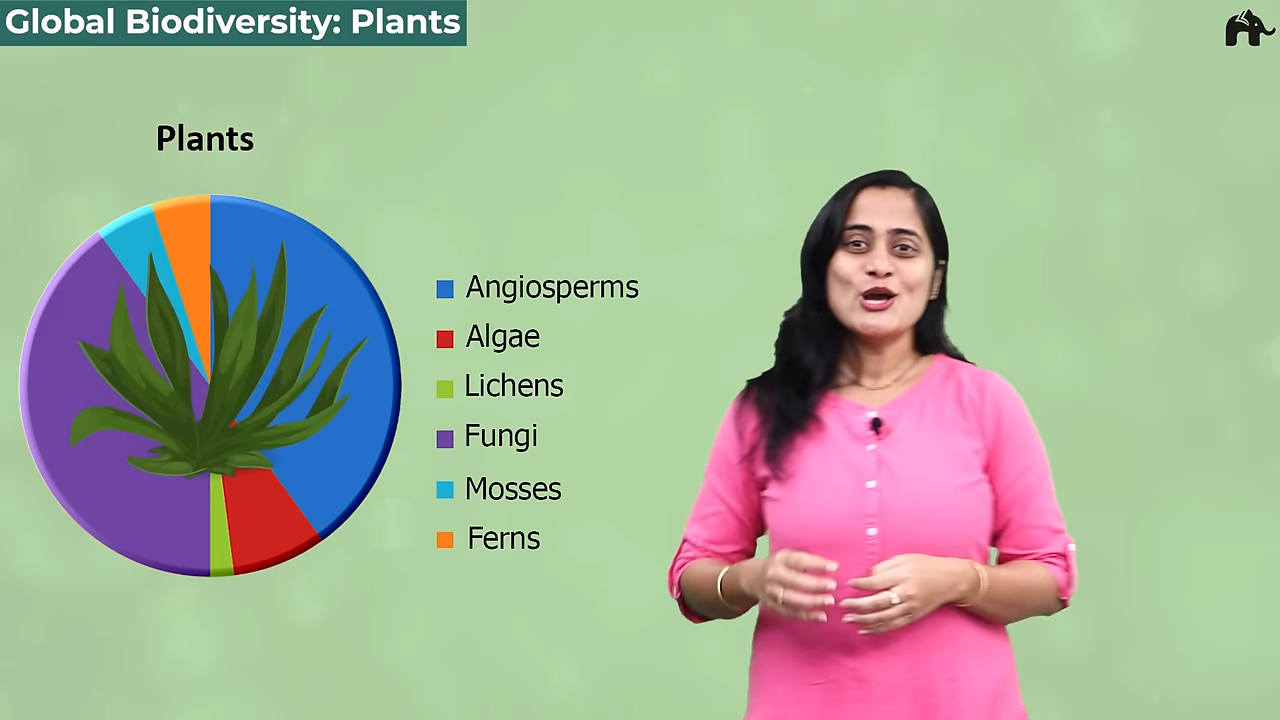 Global Biodiversity: Plants
Plants
Angiosperms
Algae
Lichens
Fungi
Mosses
Ferns